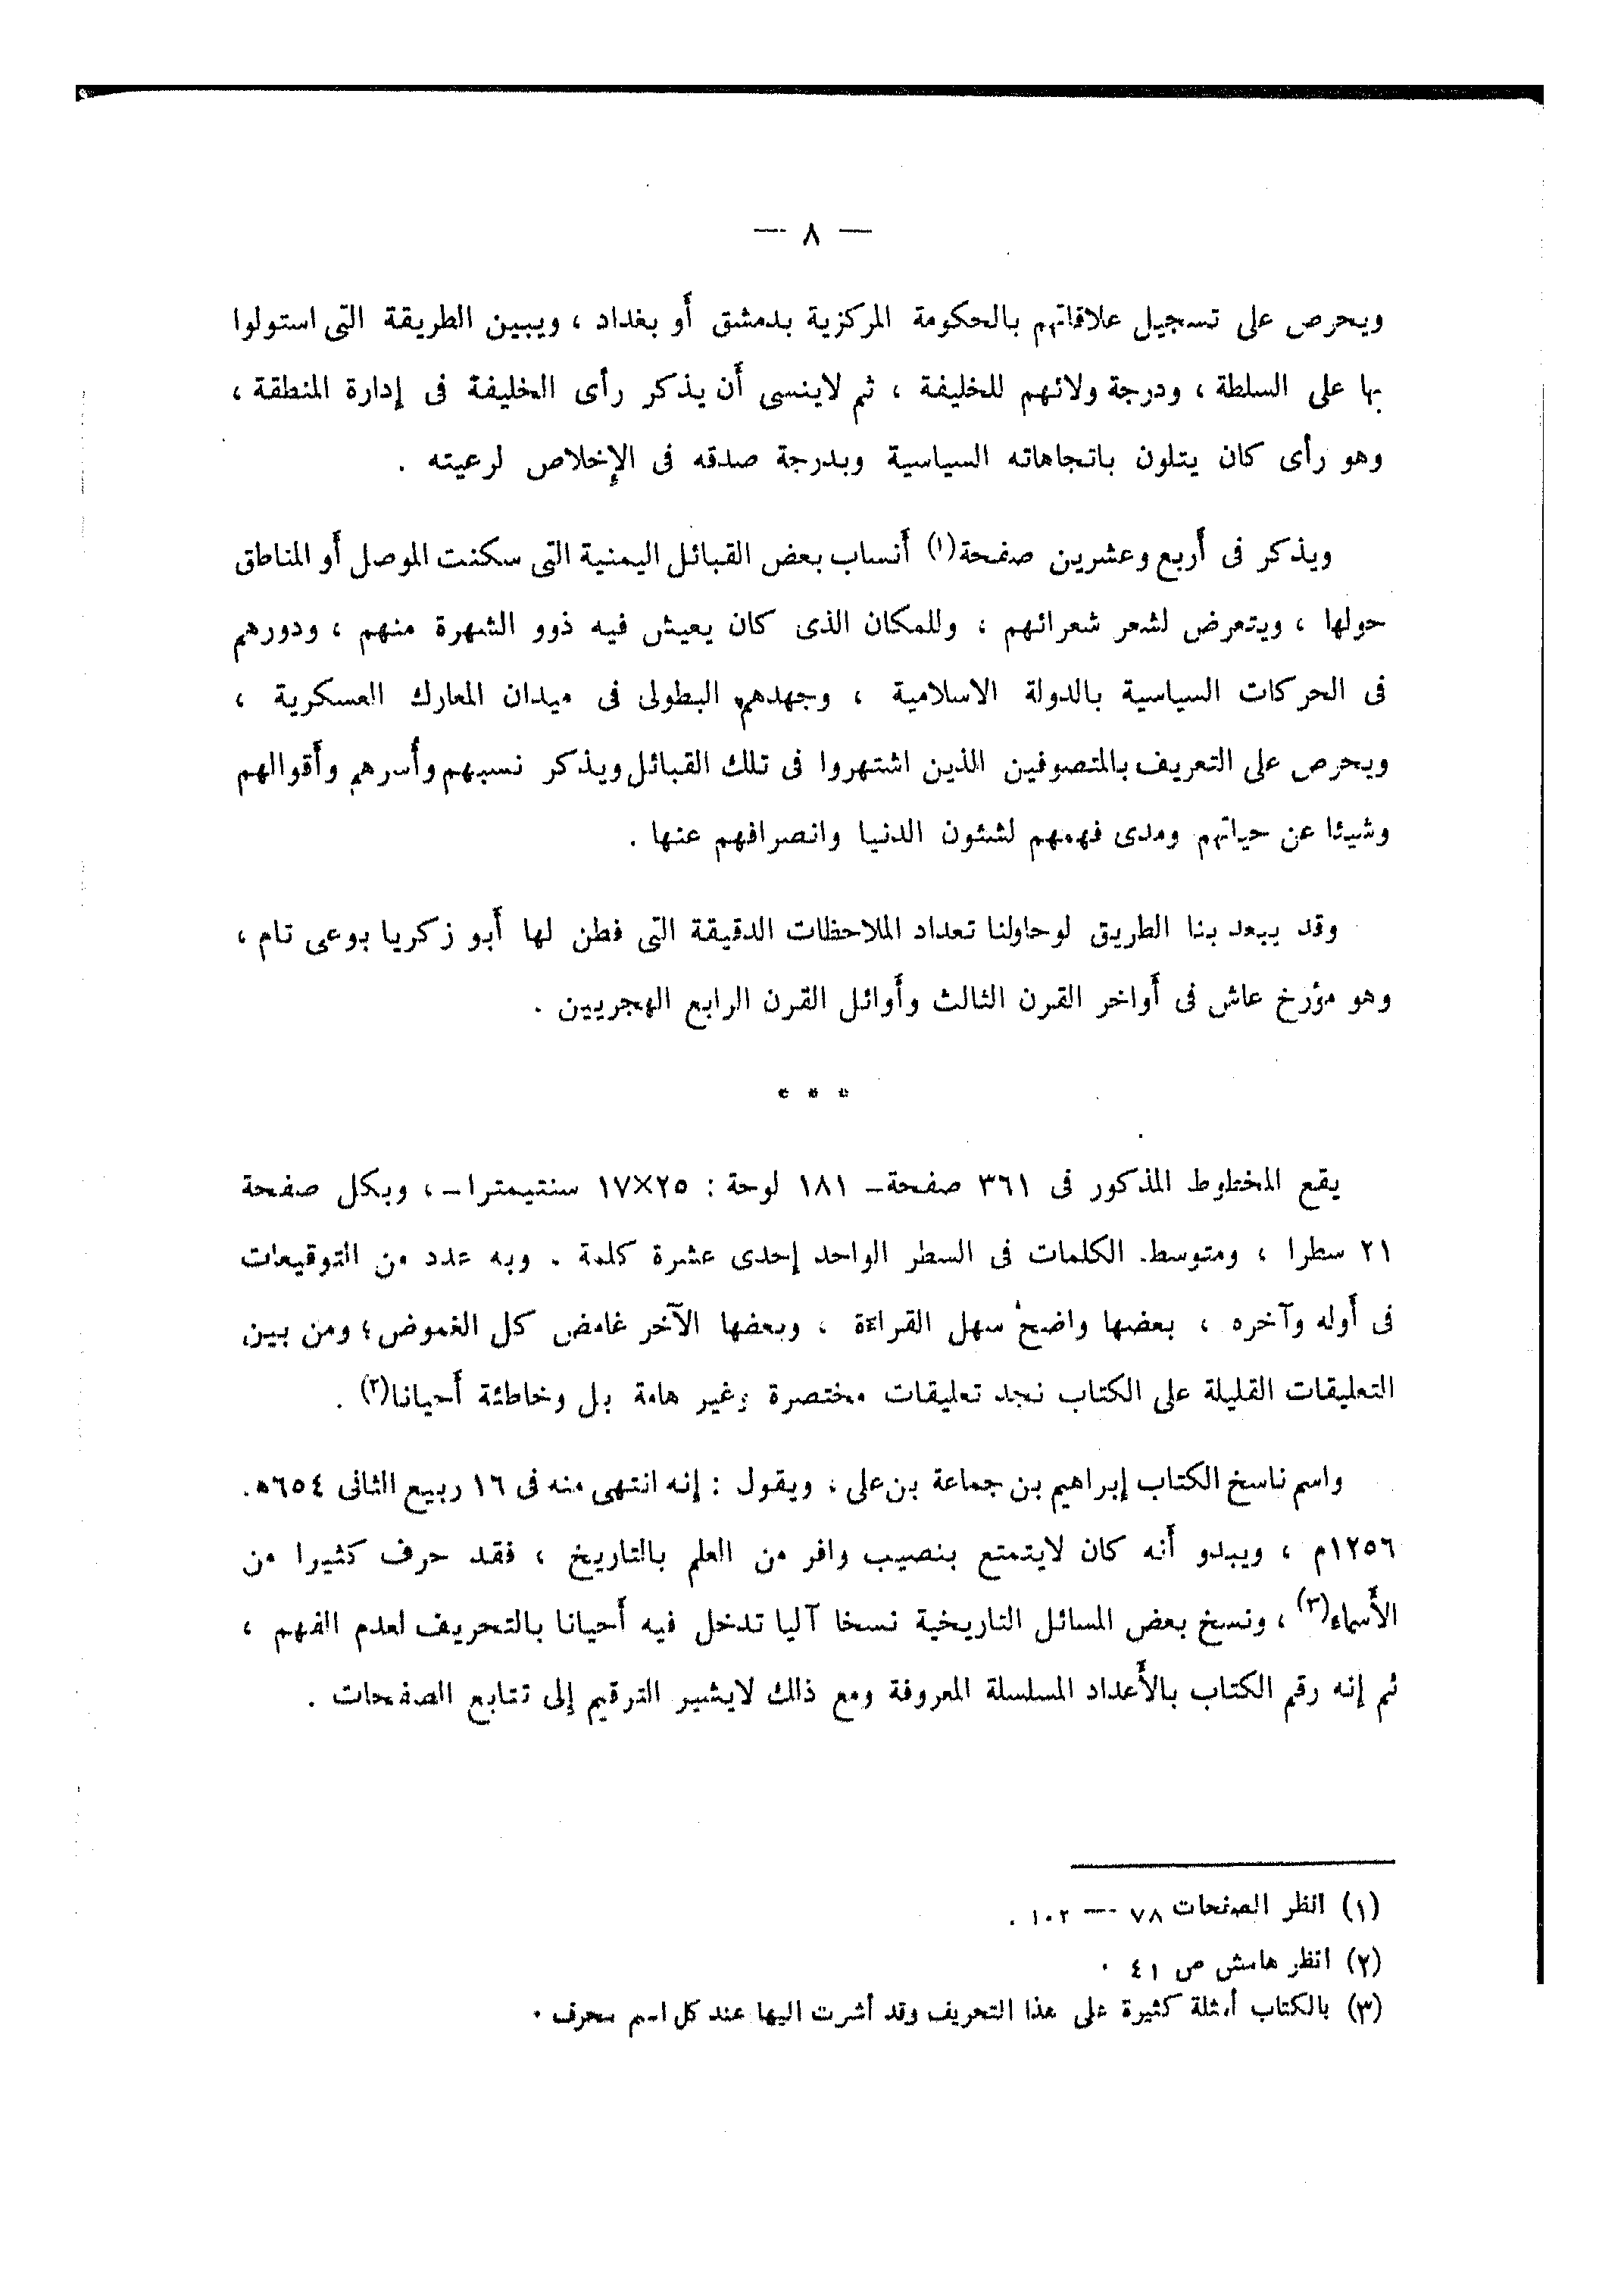 — ٨ —
ويحرص على تسجيل علاقاتهم بالحكومة المركزية بدمشق أو بغداد ، ويبين الطريقة التى استولوا
بها على السلطة ، ودرجة ولائهم للخليفة ، ثم لاينسى أن يذكر رأى الخليفة فى إدارة المنطقة ،
وهو رأى كان يتلون باتجاهاته السياسية وبدرجة صدقه فى الإخلاص لرعيته .
ويذكر فى أربع وعشرين صفحة(١) أنساب بعض القبائل اليمنية التى سكنت الموصل أو المناطق
حولها ، ويتعرض لشعر شعرائهم ، وللمكان الذى كان يعيش فيه ذوو الشهرة منهم ، ودورهم
فى الحركات السياسية بالدولة الاسلامية ، وجهدهم البطولى فى ميدان المعارك العسكرية ،
ويحرص على التعريف بالمتصوفين الذين اشتهروا فى تلك القبائل ويذكر نسبهم وأسرهم وأقوالهم
وشيئا عن حياتهم ومدى فهمهم لشئون الدنيا وانصرافهم عنها .
وقد يبعد بنا الطريق لوحاولنا تعداد الملاحظات الدقيقة التى فطن لها أبو زكريا بوعى تام ،
وهو مؤرخ عاش فى أواخر القرن الثالث وأوائل القرن الرابع الهجريين .
* * *
يقع المخطوط المذكور فى ٣٦١ صفحة – ١٨١ لوحة : ٢٥×١٧ سنتيمترا – ، وبكل صفحة
٢١ سطرا ، ومتوسط الكلمات فى السطر الواحد إحدى عشرة كلمة . وبه عدد من التوقيعات
فى أوله وآخره ، بعضها واضح سهل القراءة ، وبعضها الآخر غامض كل الغموض؛ ومن بين
التعليقات القليلة على الكتاب نجد تعليقات مختصرة وغير هامة بل وخاطئة أحيانا(٢) .
واسم ناسخ الكتاب إبراهيم بن جماعة بن على ، ويقول : إنه انتهى منه فى ١٦ ربيع الثانى ٦٥٤هـ.
١٢٥٦م ، ويبدو أنه كان لايتمتع بنصيب وافر من العلم بالتاريخ ، فقد حرف كثيرا من
الأسماء(٣) ، ونسخ بعض المسائل التاريخية نسخا آليا تدخل فيه أحيانا بالتحريف لعدم الفهم ،
ثم إنه رقم الكتاب بالأعداد المسلسلة المعروفة ومع ذالك لايشير الترقيم إلى تتابع الصفحات .
(١) انظر الصفحات ٧٨ — ١٠٢ .
(٢) انظر هامش ص ٤١ .
(٣) بالكتاب أمثلة كثيرة على هذا التحريف وقد أشرت اليها عند كل اسم محرف .